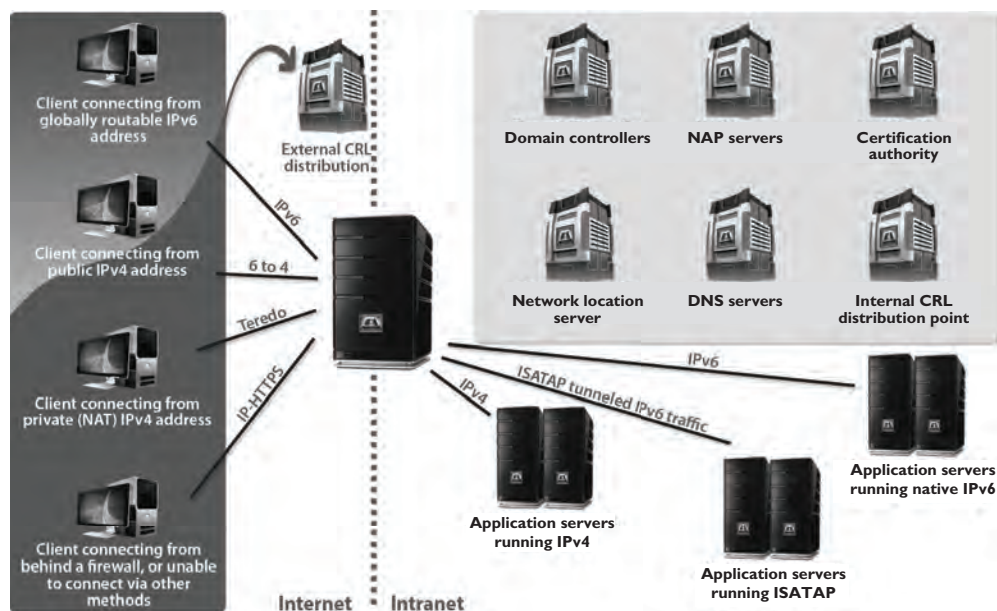 Client connecting from
globally routable IPv6
address
External CRL
distribution
Domain controllers
NAP servers
Certification
authority
IPv6
Client connecting from
public IPv4 address
6 to 4
Network location
server
DNS servers
Internal CRL
distribution point
Teredo
Client connecting from
private (NAT) IPv4 address
IP-HTTPS
IPv6
ISATAP tunneled IPv6 traffic
IPv4
Application servers
running native IPv6
Application servers
running IPv4
Client connecting from
behind a firewall, or unable
to connect via other
methods
Application servers
running ISATAP
Internet
Intranet